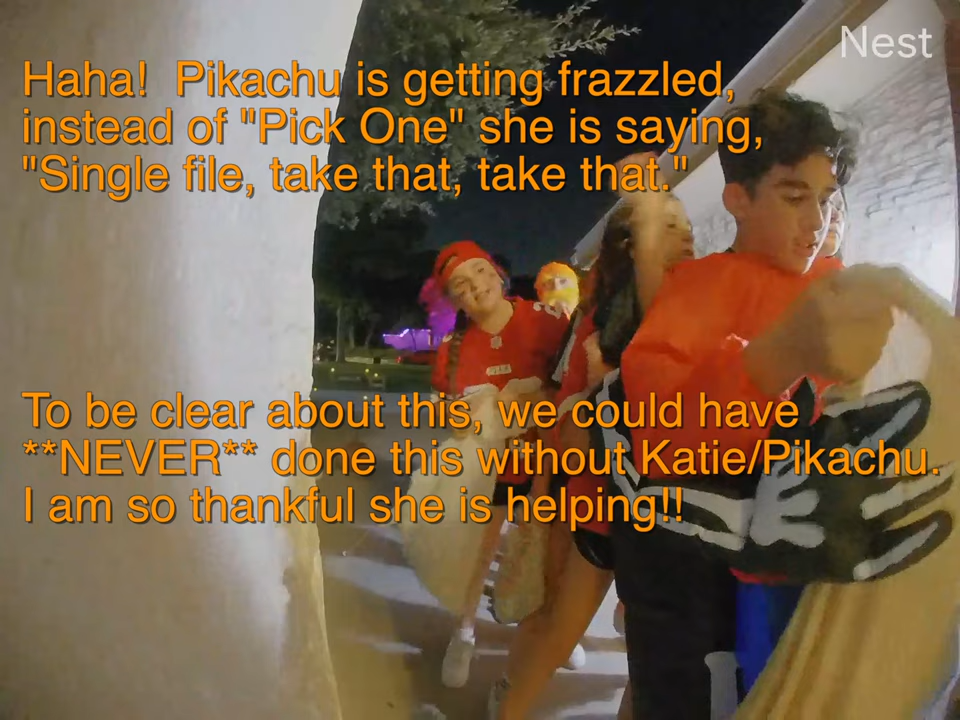 Nest
Haha!  Pikachu is getting frazzled,
instead of "Pick One" she is saying,
"Single file, take that, take that."
To be clear about this, we could have
**NEVER** done this without Katie/Pikachu.
I am so thankful she is helping!!